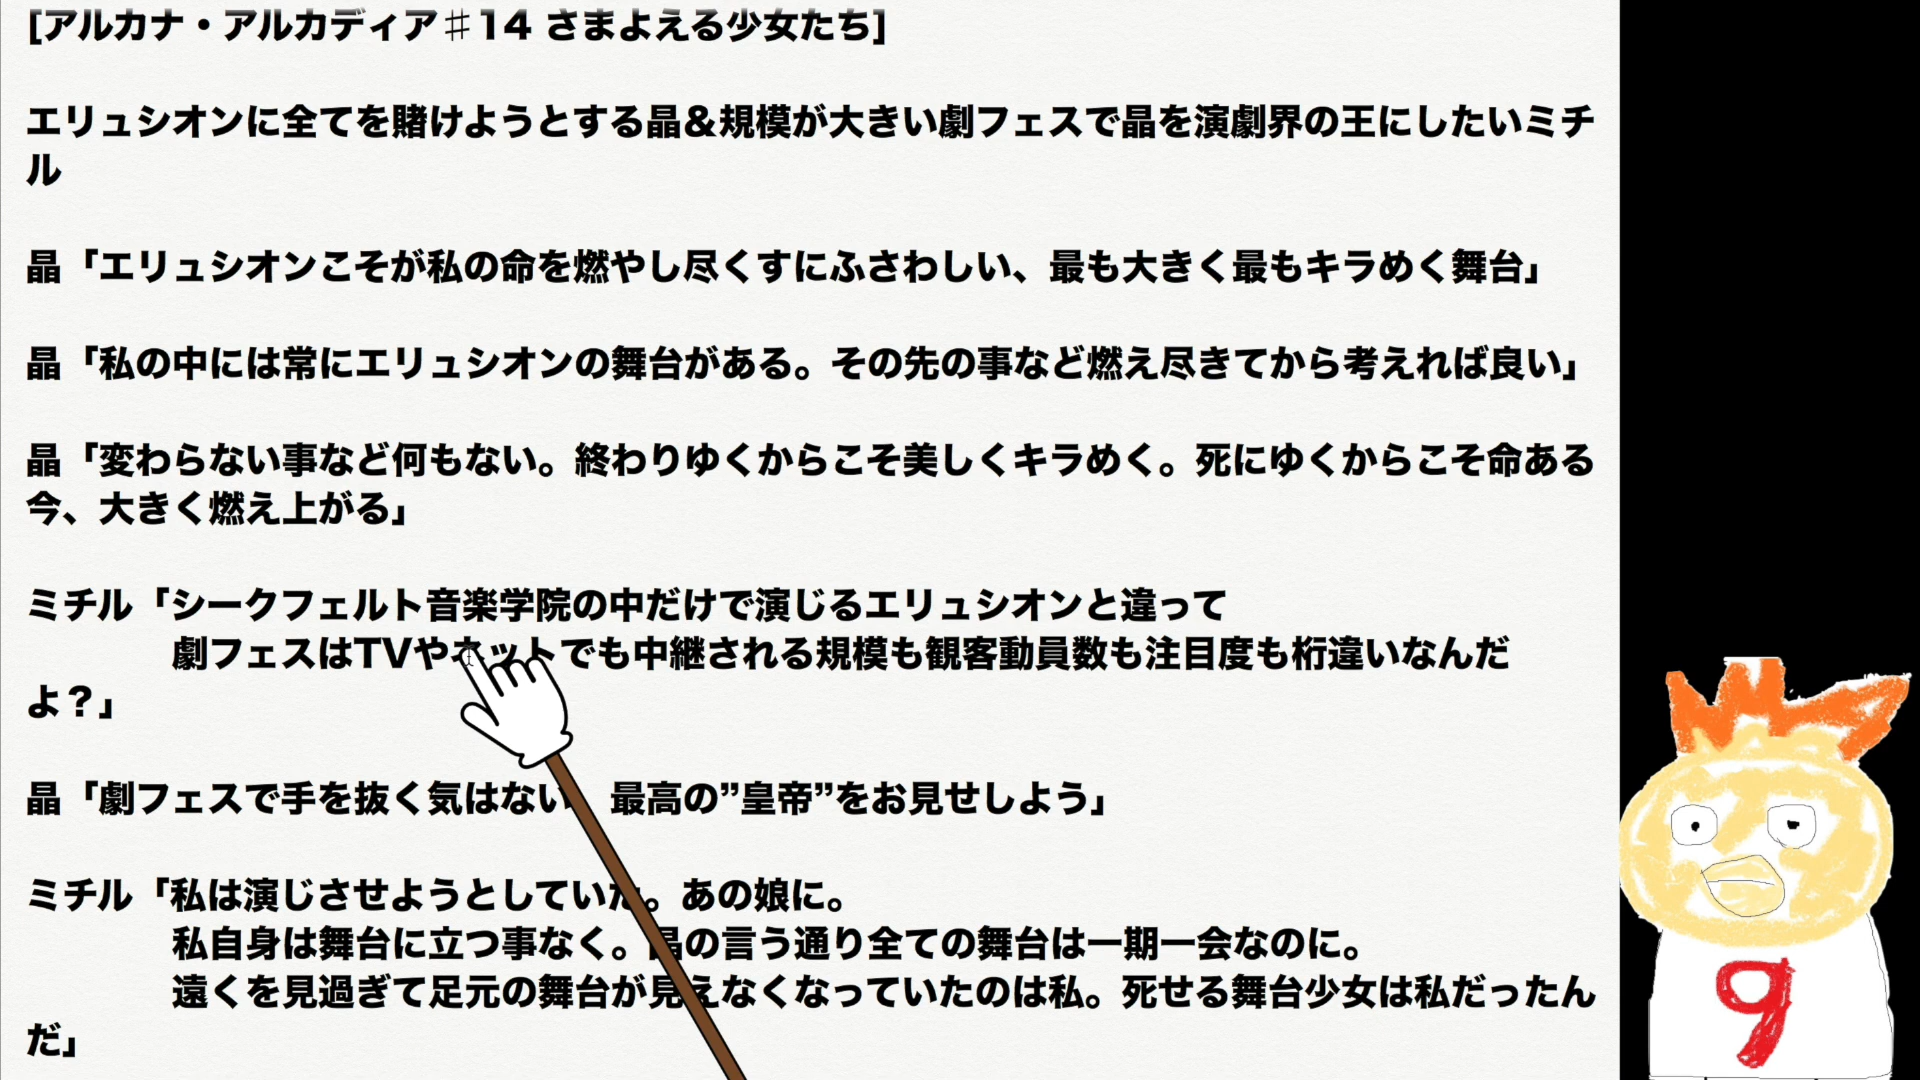 [アルカナ・アルカディア♯14 さまよえる少女たち]
エリュシオンに全てを賭けようとする晶&規模が大きい劇フェスで晶を演劇界の王にしたいミチ
ル
晶「エリュシオンこそが私の命を燃やし尽くすにふさわしい、最も大きく最もキラめく舞台」
晶「私の中には常にエリュシオンの舞台がある。その先の事など燃え尽きてから考えれば良い」
晶「変わらない事など何もない。終わりゆくからこそ美しくキラめく。死にゆくからこそ命ある
今、大きく燃え上がる」
ミチル「シークフェルト音楽学院の中だけで演じるエリュシオンと違って
劇フェスはTVやネットでも中継される規模も観客動員数も注目度も桁違いなんだ
よ？」
晶「劇フェスで手を抜く気はない。最高の”皇帝”をお見せしよう」
ミチル「私は演じさせようとしていた。あの娘に。
私自身は舞台に立つ事なく。晶の言う通り全ての舞台は一期一会なのに。
遠くを見過ぎて足元の舞台が見えなくなっていたのは私。死せる舞台少女は私だったん
だ」
9